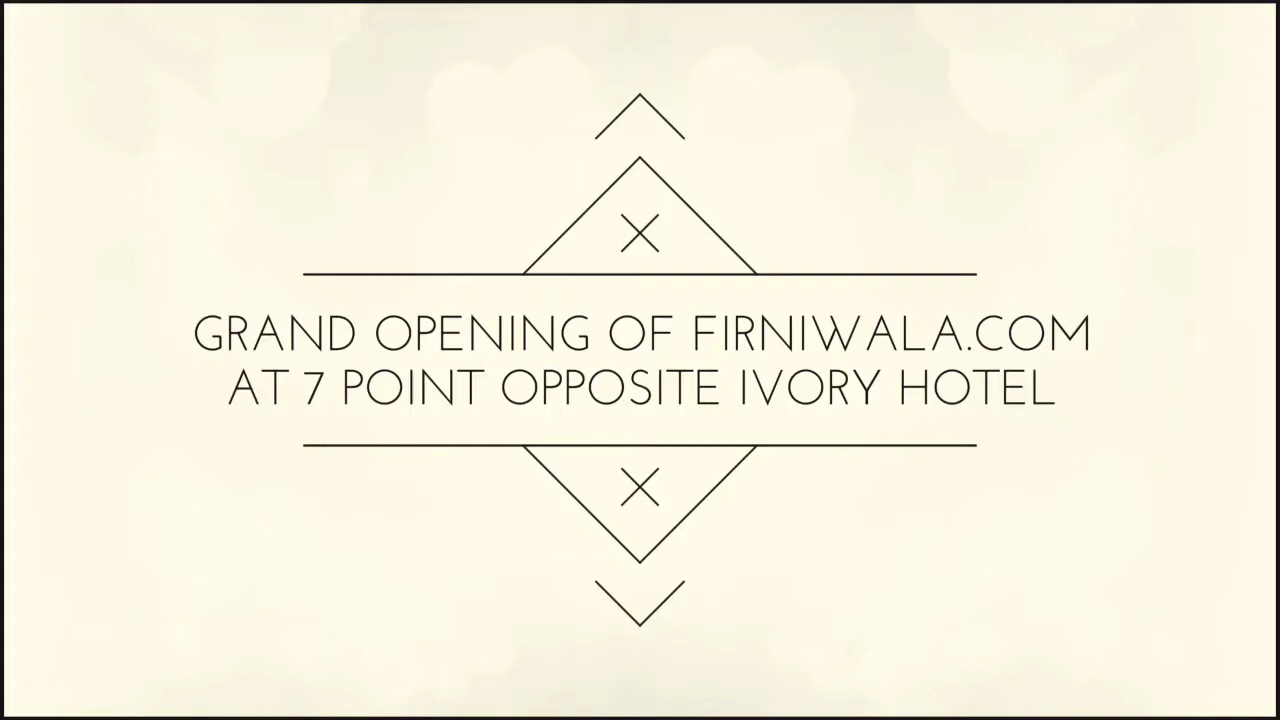 GRAND OPENING OF FIRNIWALA.COM
AT 7 POINT OPPOSITE IVORY HOTEL